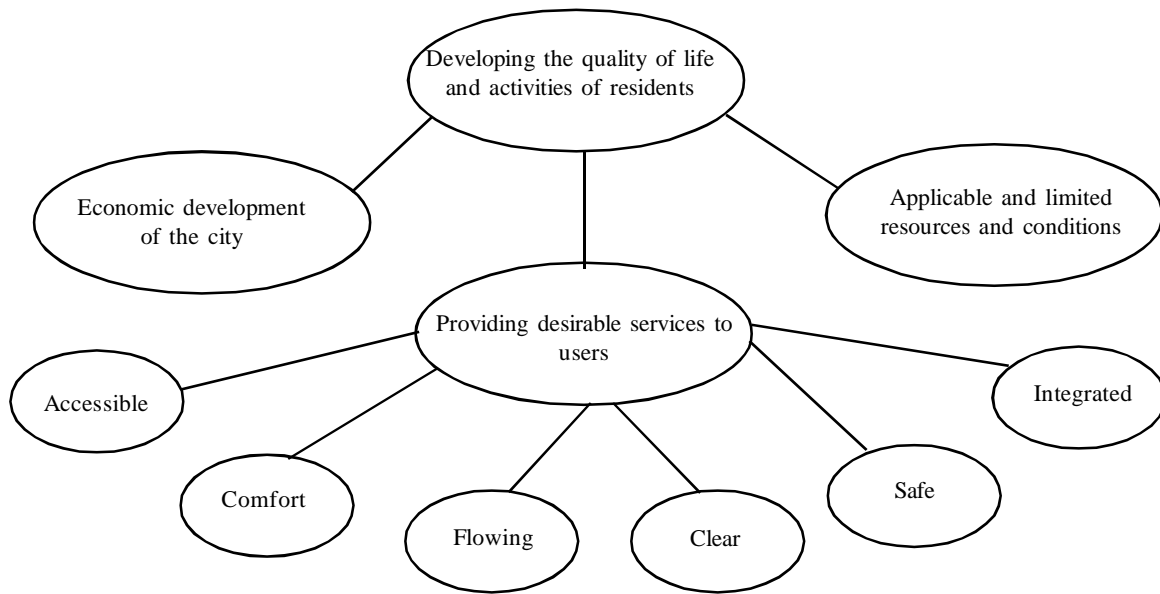 Developing the quality of life
and activities of residents
Economic development
of the city
Applicable and limited
resources and conditions
Providing desirable services to
users
Accessible
Integrated
Comfort
Safe
Flowing
Clear